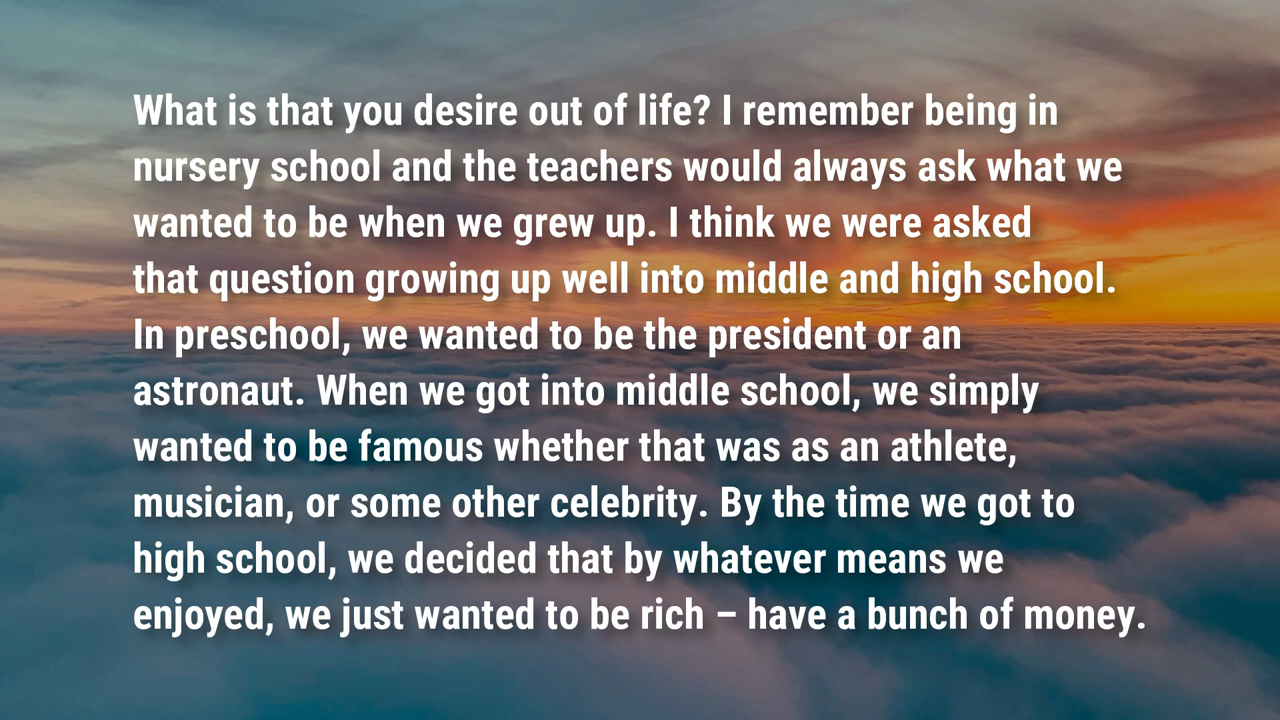 What is that you desire out of life? I remember being in
nursery school and the teachers would always ask what we
wanted to be when we grew up. I think we were asked
that question growing up well into middle and high school.
In preschool, we wanted to be the president or an
astronaut. When we got into middle school, we simply
wanted to be famous whether that was as an athlete,
musician, or some other celebrity. By the time we got to
high school, we decided that by whatever means we
enjoyed, we just wanted to be rich – have a bunch of money.